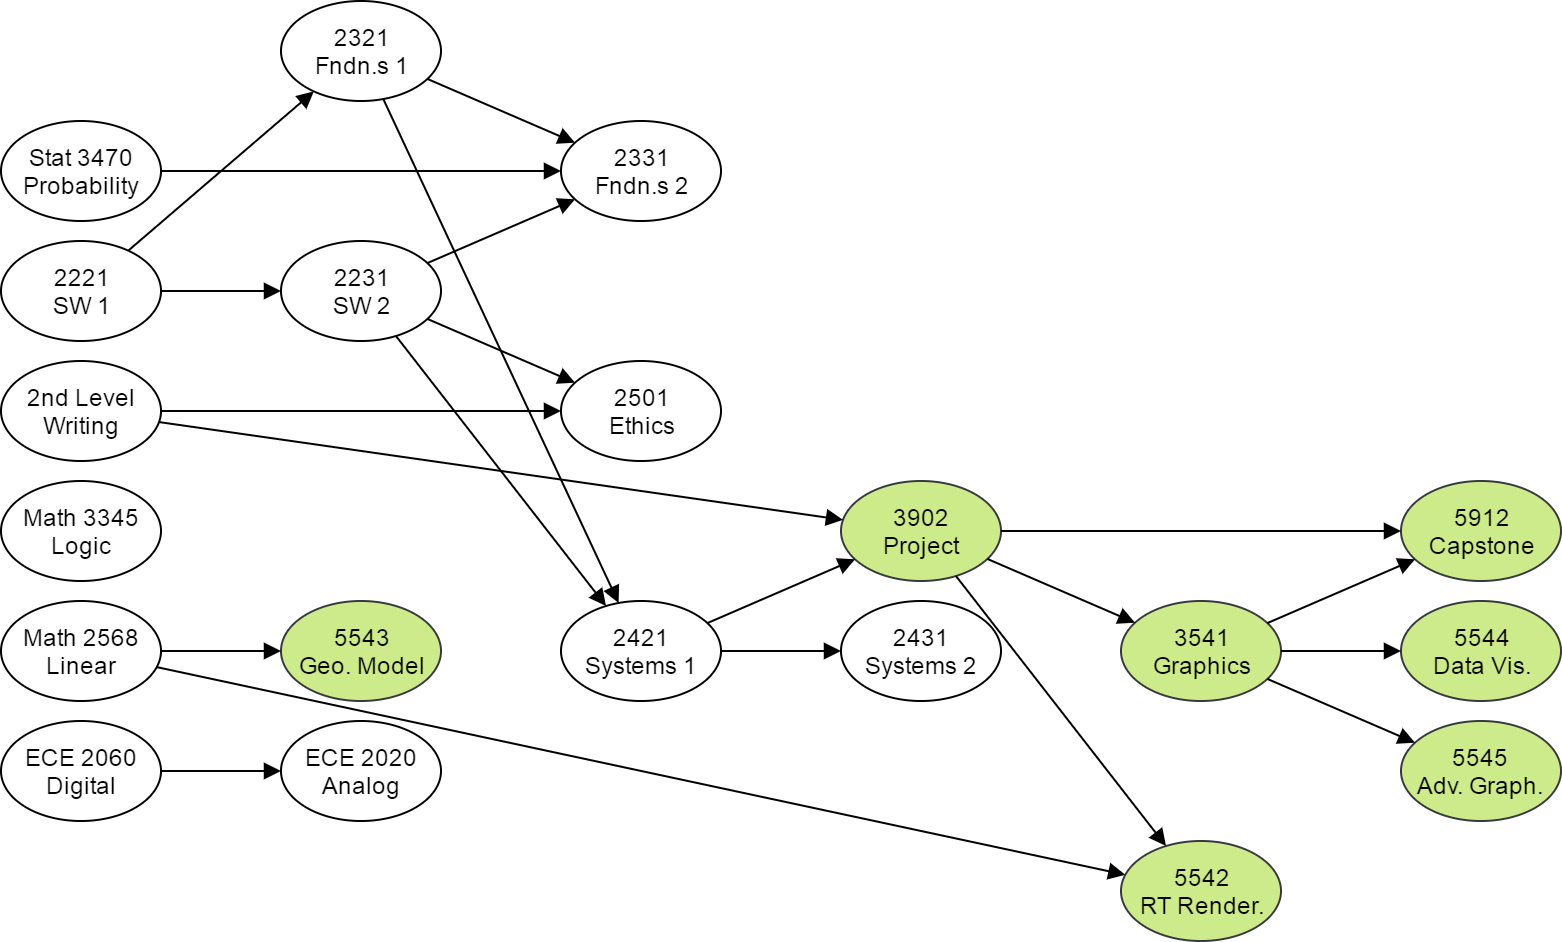 2321
Fndn.s 1
Stat 3470
Probability
2331
Fndn.s 2
2221
SW 1
2231
SW 2
2nd Level
Writing
2501
Ethics
Math 3345
Logic
3902
Project
5912
Capstone
Math 2568
Linear
5543
Geo. Model
2421
Systems 1
2431
Systems 2
3541
Graphics
5544
Data Vis.
ECE 2060
Digital
ECE 2020
Analog
5545
Adv. Graph.
5542
RT Render.